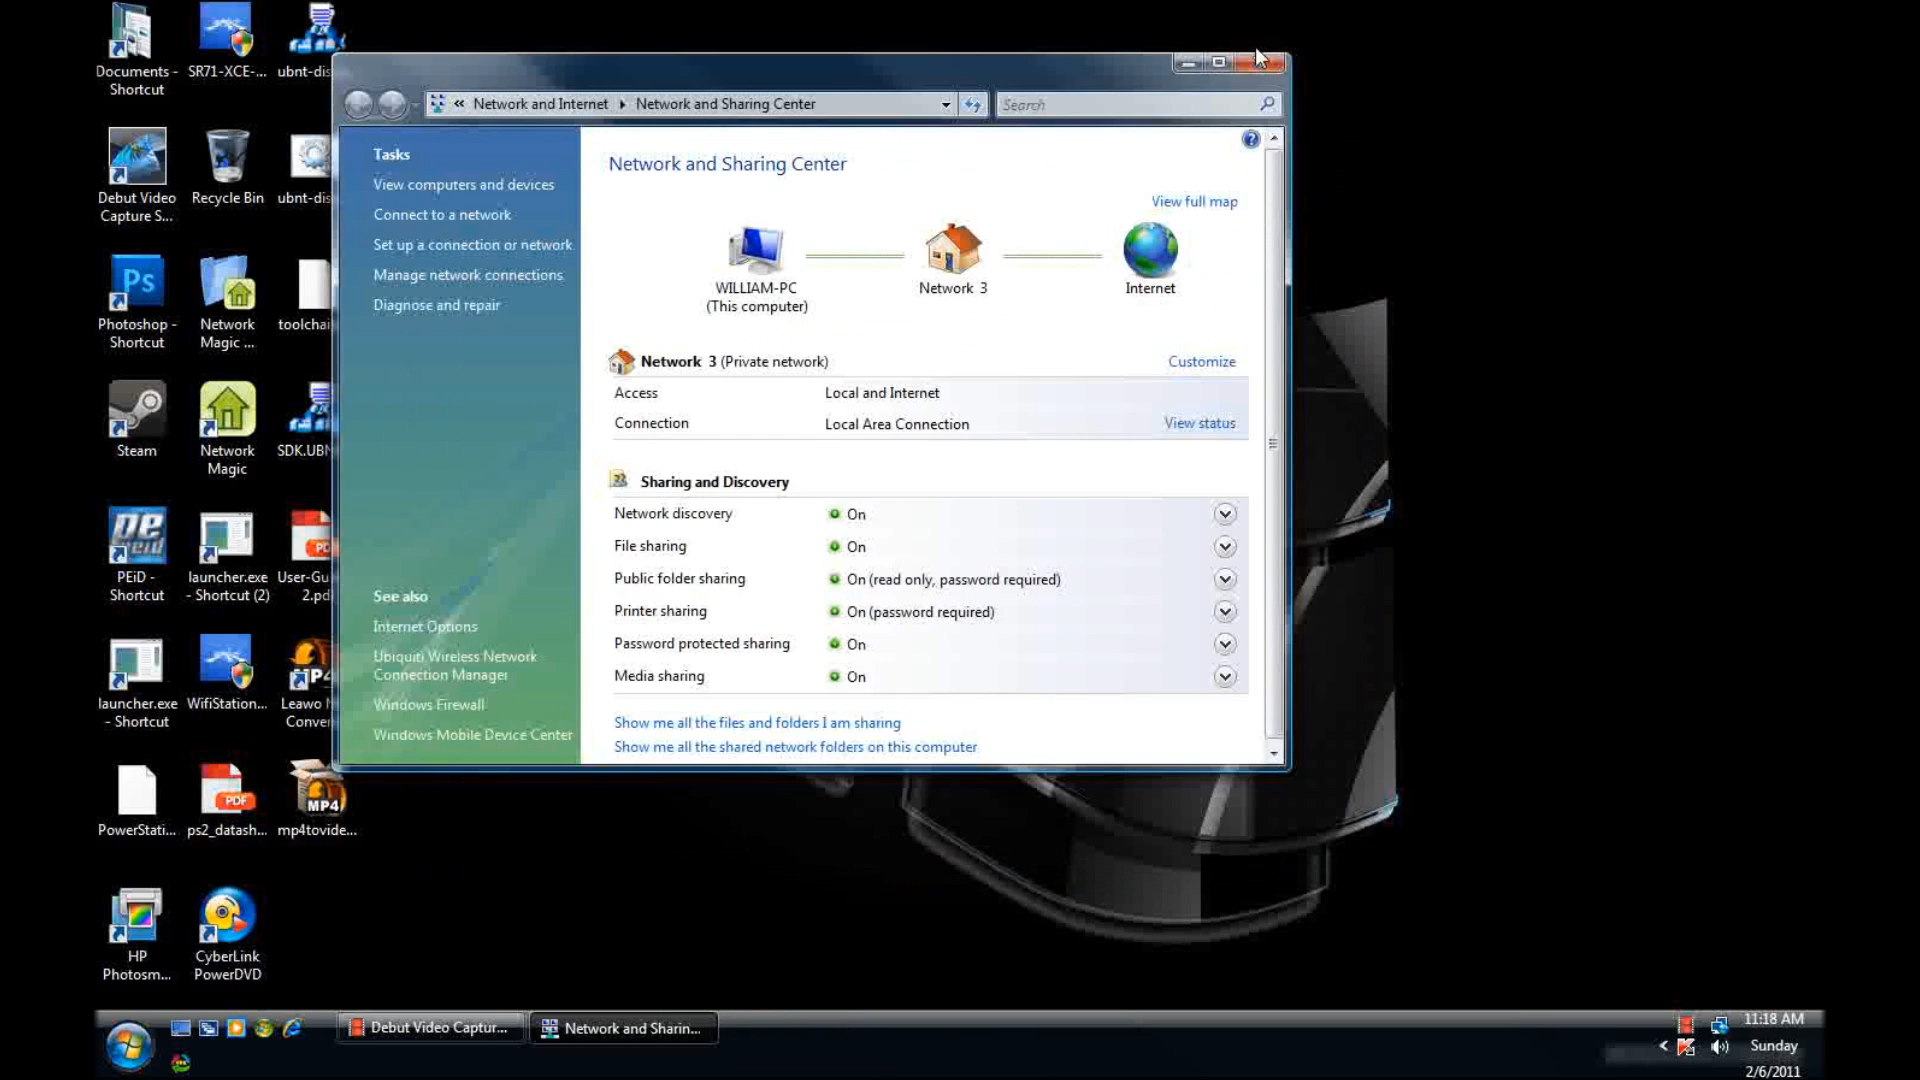 Documents -
Shortcut
SR71-XCE-...
ubnt-dis
Debut Video
Capture S...
Recycle Bin
ubnt-dis
Ps
Photoshop -
Shortcut
Network
Magic ...
toolchai
Steam
Network
Magic
SDK.UBN
PEiD -
Shortcut
launcher.exe
- Shortcut (2)
User-Gu
2.pd
launcher.exe
- Shortcut
WifiStation...
Leawo
Conver
PowerStati...
PDF
ps2_datash...
MP4
mp4tovide...
HP
Photosm...
CyberLink
PowerDVD
« Network and Internet Network and Sharing Center
Search
Tasks
View computers and devices
Connect to a network
Set up a connection or network
Manage network connections
Diagnose and repair
See also
Internet Options
Ubiquiti Wireless Network
Connection Manager
Windows Firewall
Windows Mobile Device Center
Network and Sharing Center
View full map
WILLIAM-PC
(This computer)
Network 3
Internet
Network 3 (Private network)
Customize
Access Local and Internet
Connection Local Area Connection View status
Sharing and Discovery
Network discovery On
File sharing On
Public folder sharing On (read only, password required)
Printer sharing On (password required)
Password protected sharing On
Media sharing On
Show me all the files and folders I am sharing
Show me all the shared network folders on this computer
Debut Video Captur...
Network and Sharin...
11:18 AM
Sunday
2/6/2011